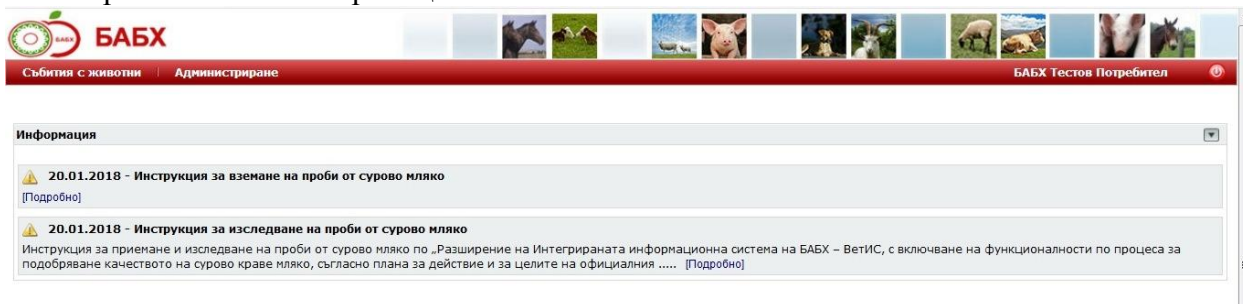 БАБХ
БАБХ
Събития с животни
Администриране
БАБХ Тестов Потребител
Информация
20.01.2018 - Инструкция за вземане на проби от сурово мляко
[Подробно]
20.01.2018 - Инструкция за изследване на проби от сурово мляко
Инструкция за приемане и изследване на проби от сурово мляко по „Разширение на Интегрираната информационна система на БАБХ – ВетИС, с включване на функционалности по процеса за
подобряване качеството на сурово краве мляко, съгласно плана за действие и за целите на официалния ..... [Подробно]